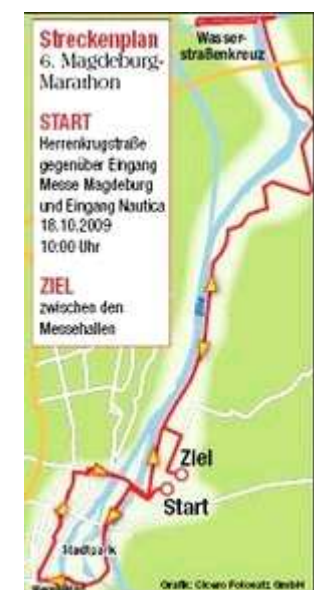 Streckenplan
6. Magdeburg-
Marathon
START
Herrenkrugstraße
gegenüber Eingang
Messe Magdeburg
und Eingang Nautica
18.10.2009
10:00 Uhr
ZIEL
zwischen den
Messehallen
Wasser-
straßenkreuz
Elbe
Ziel
Start
Stadtpark
Grafik: Cicero Fotosatz GmbH